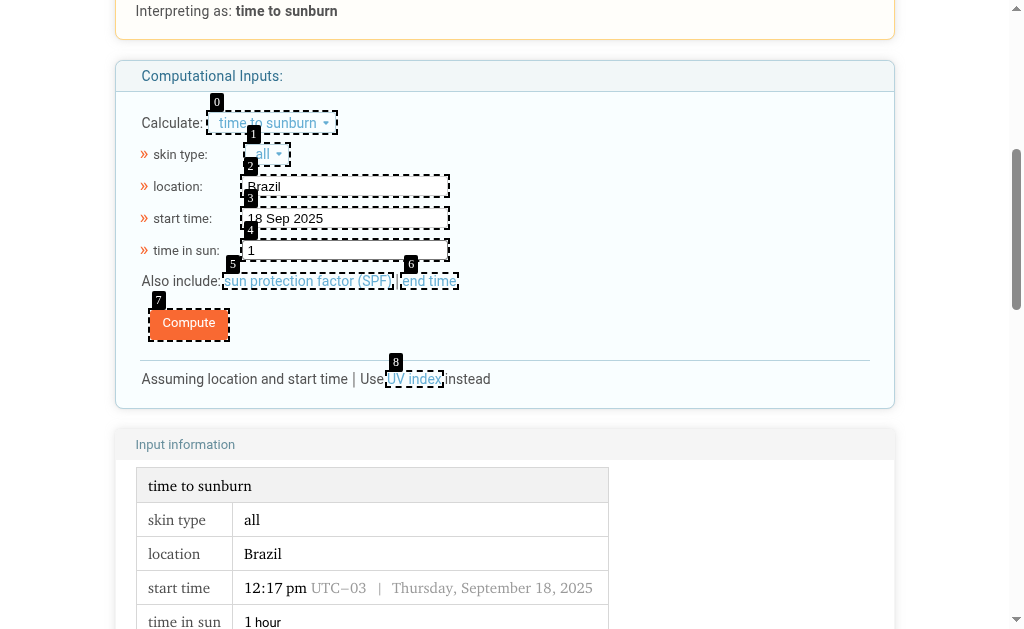 Interpreting as: time to sunburn
Computational Inputs:
0
Calculate: time to sunburn
1
» skin type: all
2
» location: Brazil
3
» start time: 18 Sep 2025
4
» time in sun: 1
5 6
Also include: sun protection factor (SPF) | end time
7
Compute
8
Assuming location and start time | Use UV index instead
Input information
time to sunburn
skin type all
location Brazil
start time 12:17 pm UTC−03 | Thursday, September 18, 2025
time in sun 1 hour